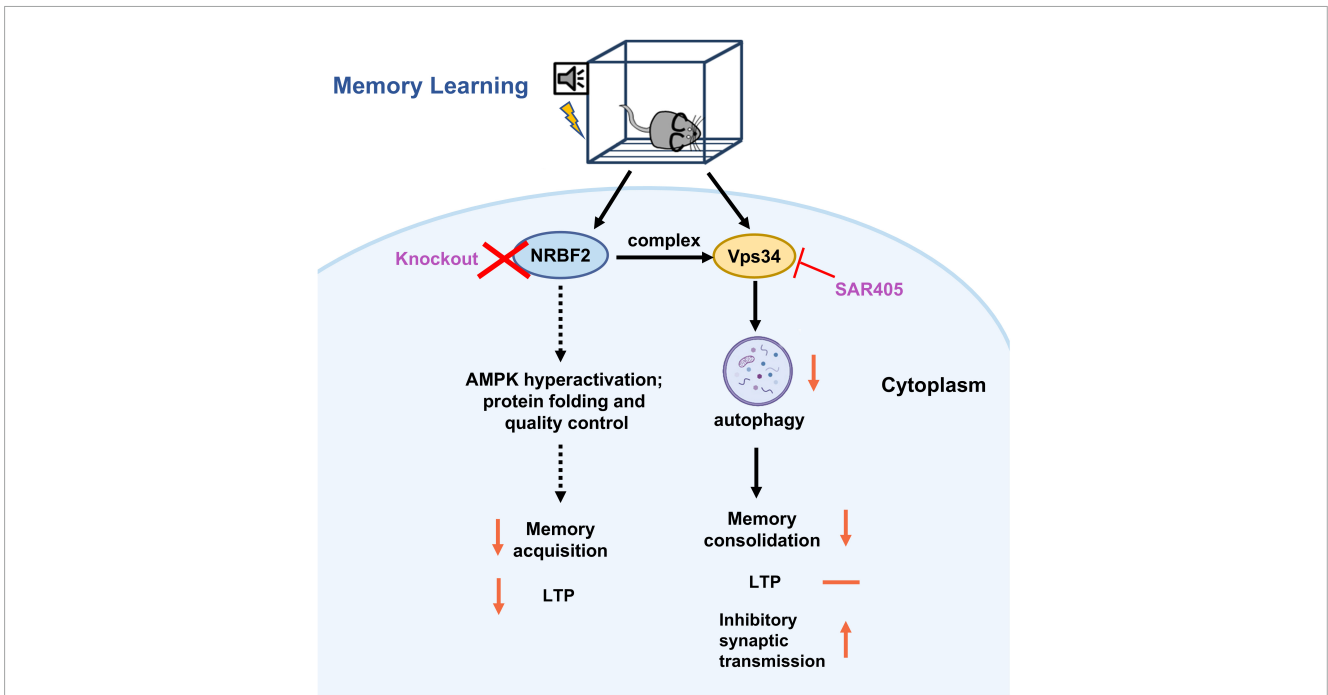 Memory Learning
Knockout
NRBF2
complex
Vps34
SAR405
AMPK hyperactivation;
protein folding and
quality control
autophagy
Cytoplasm
Memory
acquisition
LTP
Memory
consolidation
LTP
Inhibitory
synaptic
transmission